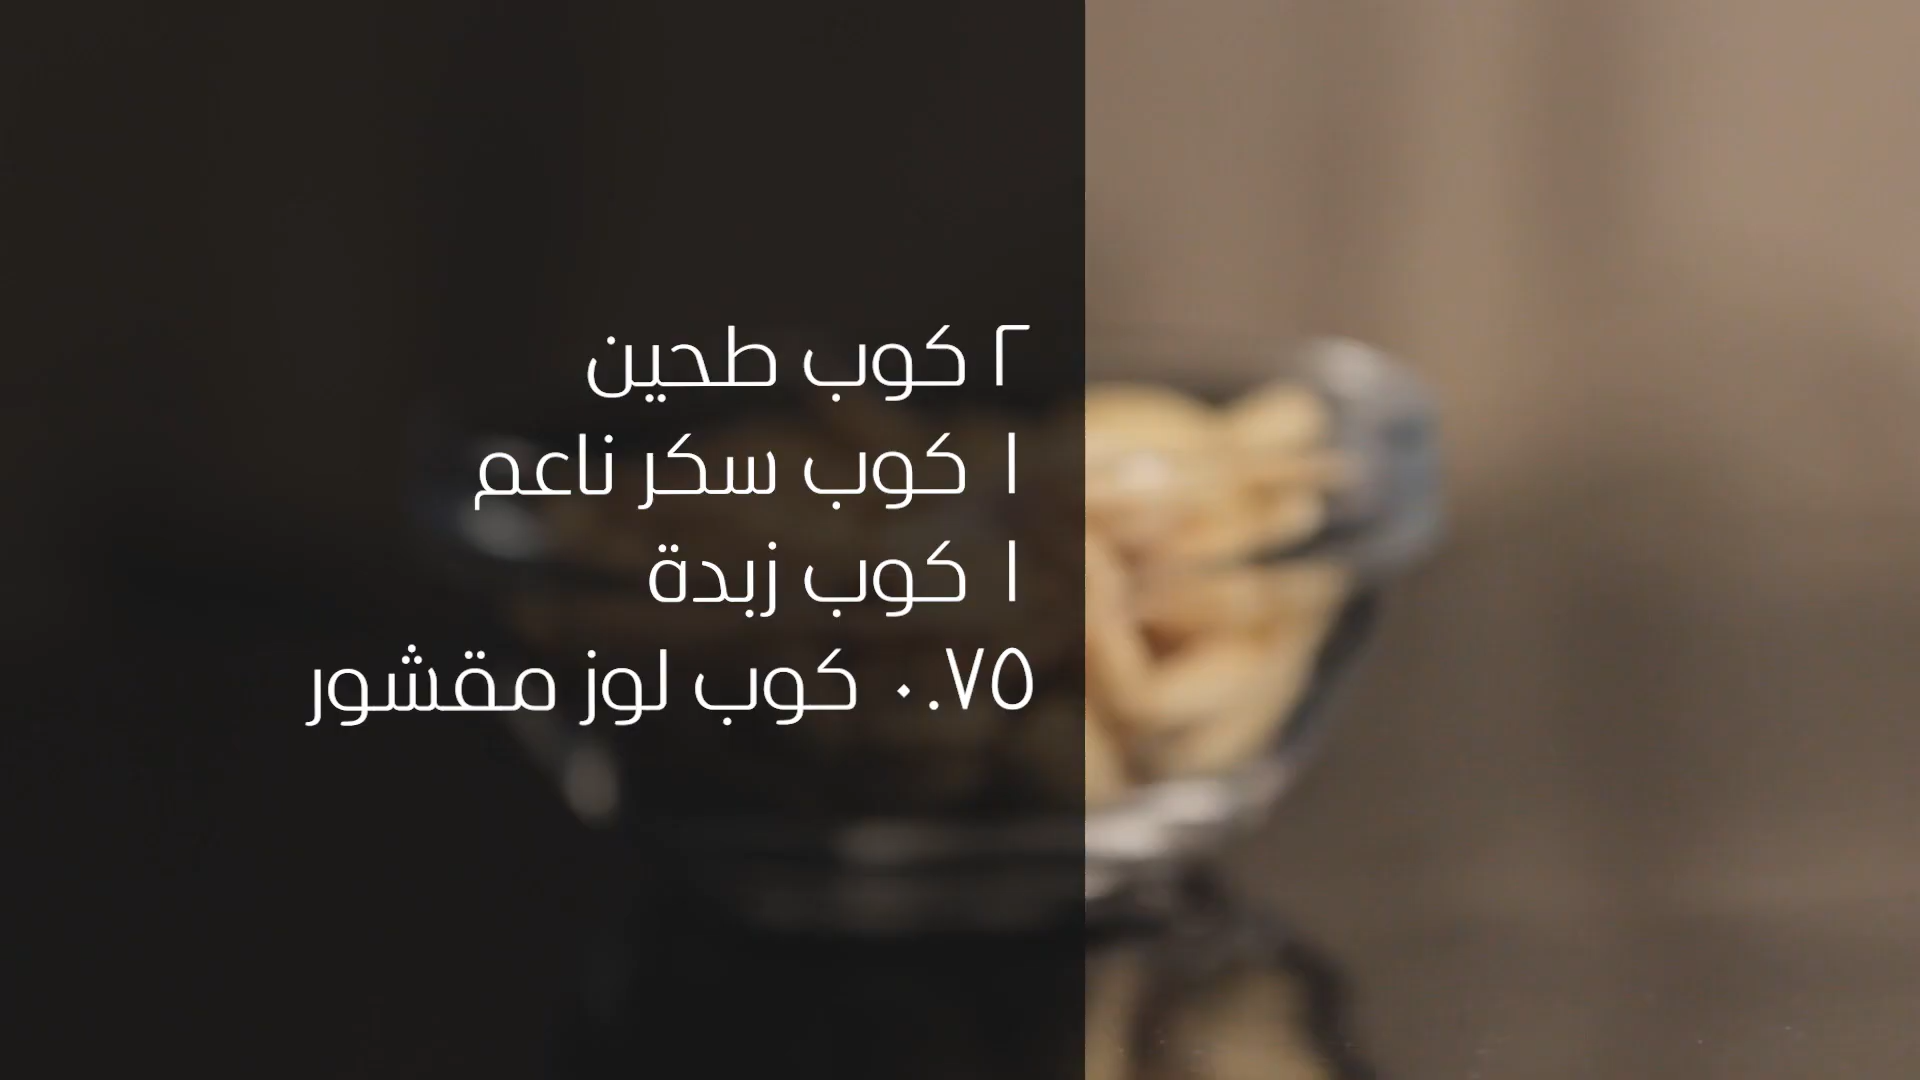 ٢ كوب طحين
١ كوب سكر ناعم
١ كوب زبدة
٠.٧٥ كوب لوز مقشور